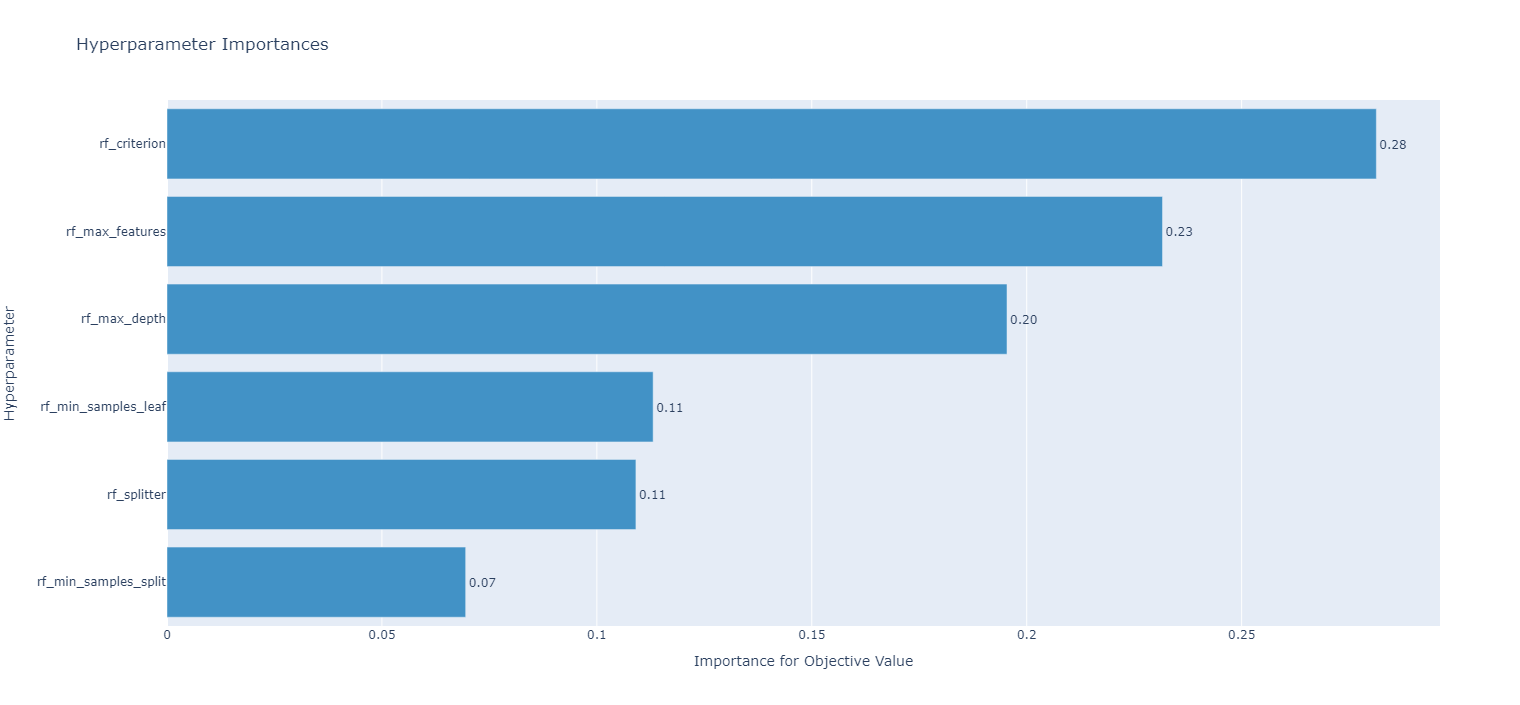 Hyperparameter Importances
rf_criterion
0.28
rf_max_features
0.23
rf_max_depth
0.20
rf_min_samples_leaf
0.11
rf_splitter
0.11
rf_min_samples_split
0.07
Hyperparameter
0
0.05
0.1
0.15
0.2
0.25
Importance for Objective Value